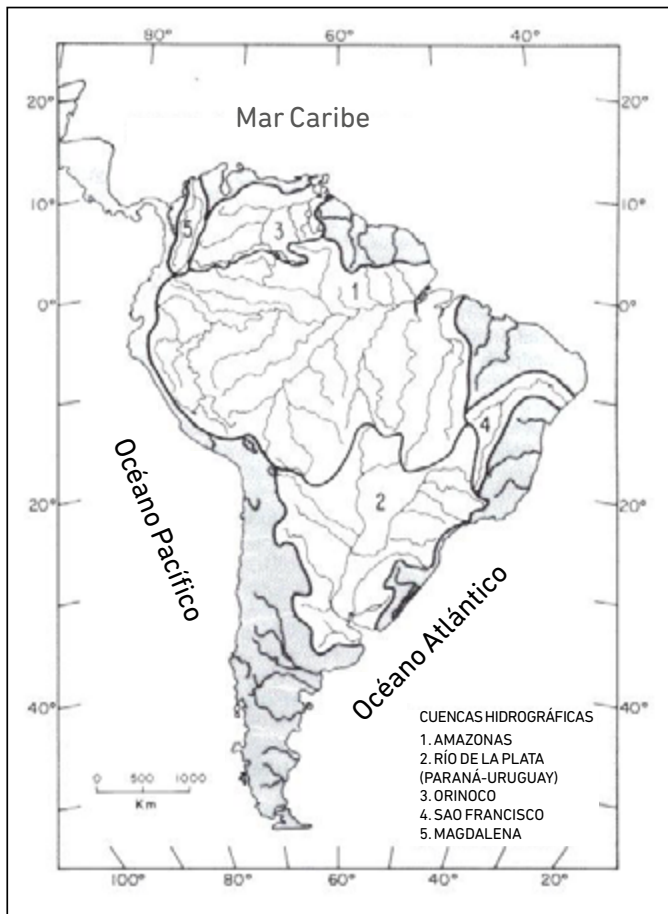 80° 60° 40°
20° 20°
Mar Caribe
10° 10°
5 3
1
0° 0°
4
10°
Océano Pacífico
2
20° 20°
Océano Atlántico
30°
40° 40°
CUENCAS HIDROGRÁFICAS
1. AMAZONAS
2. RÍO DE LA PLATA
(PARANÁ-URUGUAY)
3. ORINOCO
4. SAO FRANCISCO
5. MAGDALENA
0 500 1000
Km
100° 80° 60° 40° 20°